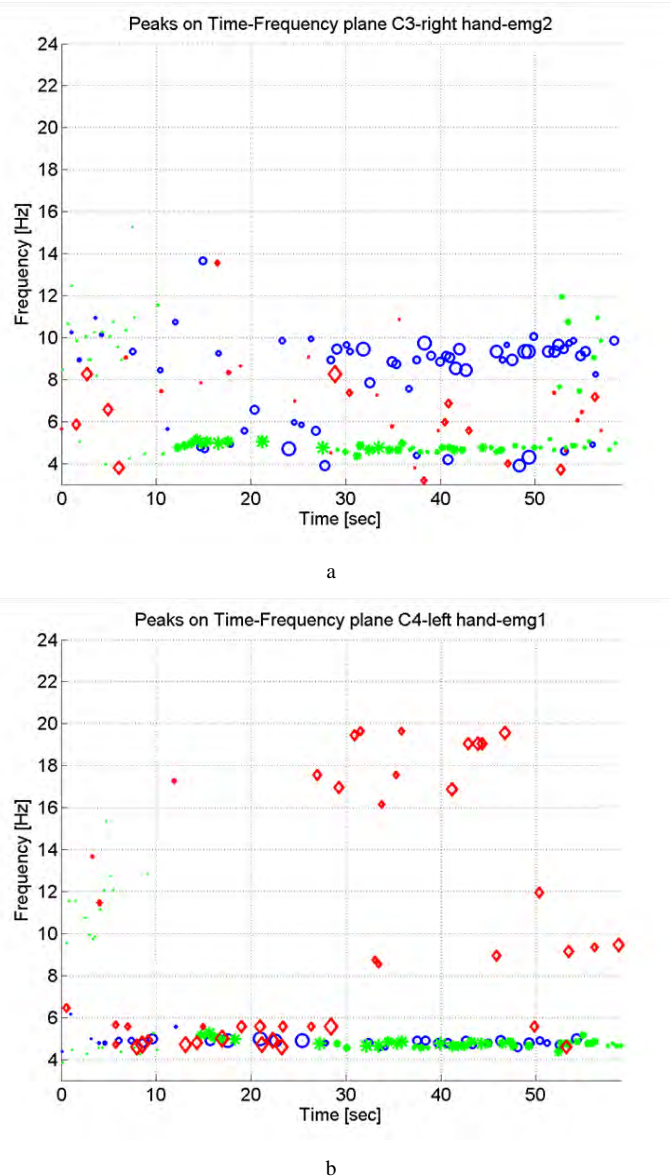 Peaks on Time-Frequency plane C3-right hand-emg2
24
22
20
18
16
14
12
10
8
6
4
Frequency [Hz]
0 10 20 30 40 50
Time [sec]
a
Peaks on Time-Frequency plane C4-left hand-emg1
24
22
20
18
16
14
12
10
8
6
4
Frequency [Hz]
0 10 20 30 40 50
Time [sec]
b